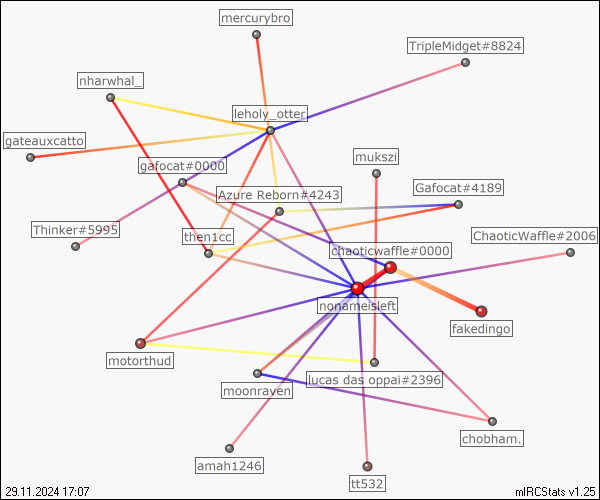 mercurybro
TripleMidget#8824
nharwhal_
leholy_otter
gateauxcatto
mukszi
gafocat#0000
Azure Reborn#4243
Gafocat#4189
Thinker#5995
then1cc
ChaoticWaffle#2006
chaoticwaffle#0000
nonameisleft
fakedingo
motorthud
lucas das oppai#2396
moonraven
chobham.
amah1246
tt532
29.11.2024 17:07
mIRCStats v1.25